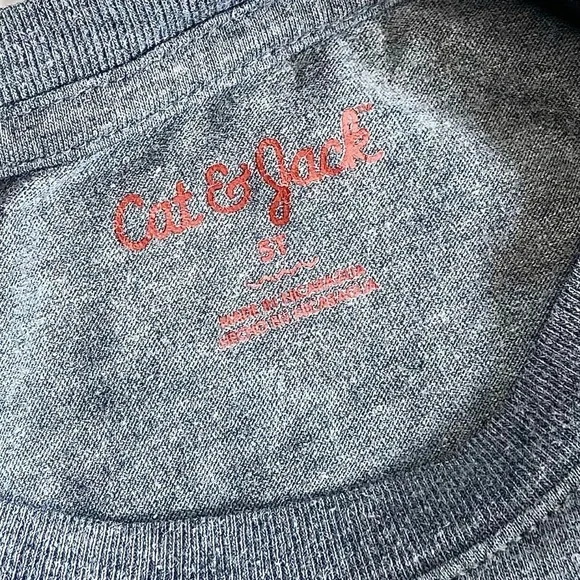 Cat & Jack
5T
MADE IN NICARAGUA
HECHO EN NICARAGUA